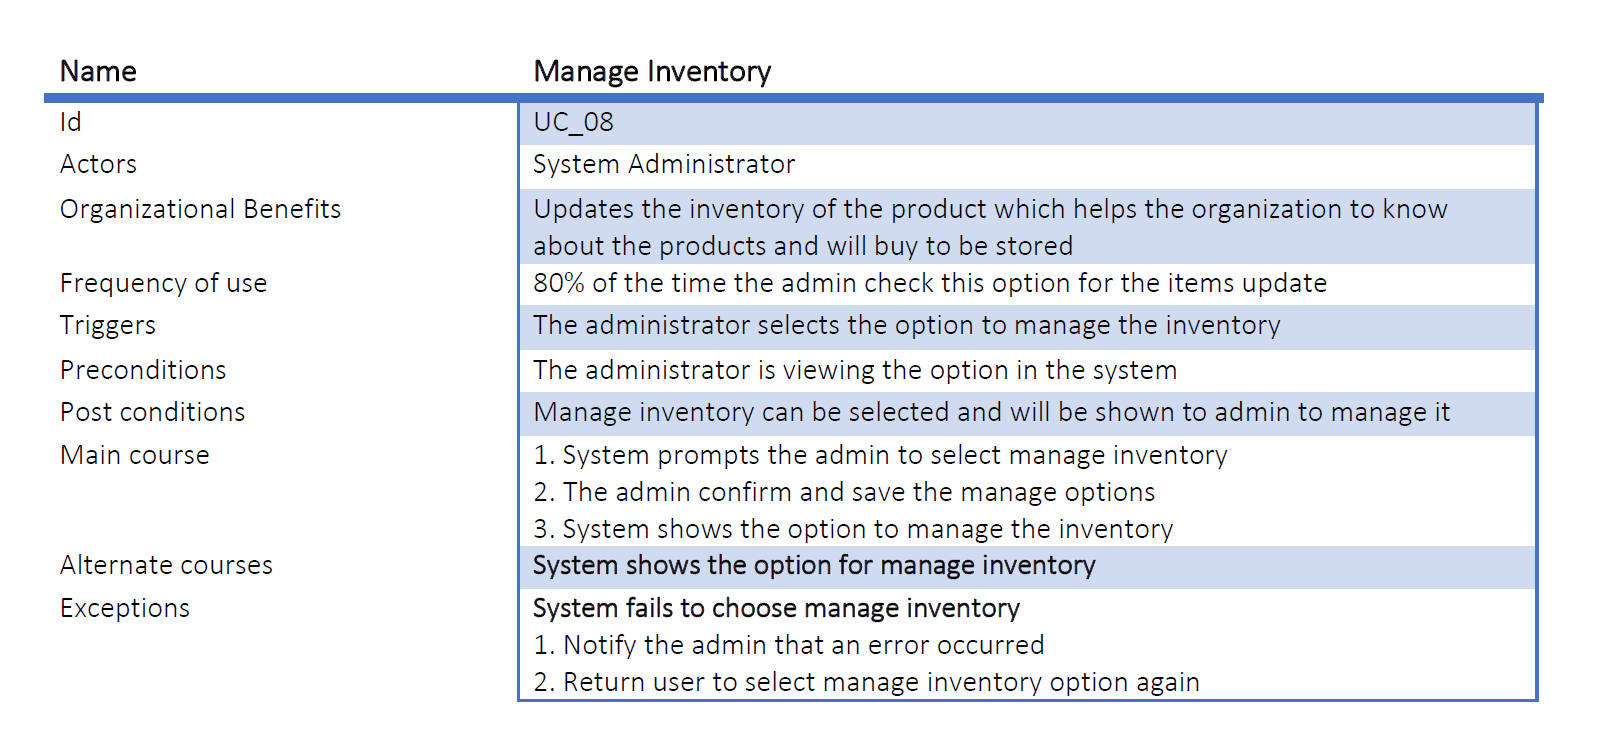 Name Manage Inventory
Id UC_08
Actors System Administrator
Organizational Benefits Updates the inventory of the product which helps the organization to know
about the products and will buy to be stored
Frequency of use 80% of the time the admin check this option for the items update
Triggers The administrator selects the option to manage the inventory
Preconditions The administrator is viewing the option in the system
Post conditions Manage inventory can be selected and will be shown to admin to manage it
Main course 1. System prompts the admin to select manage inventory
2. The admin confirm and save the manage options
3. System shows the option to manage the inventory
Alternate courses System shows the option for manage inventory
Exceptions System fails to choose manage inventory
1. Notify the admin that an error occurred
2. Return user to select manage inventory option again